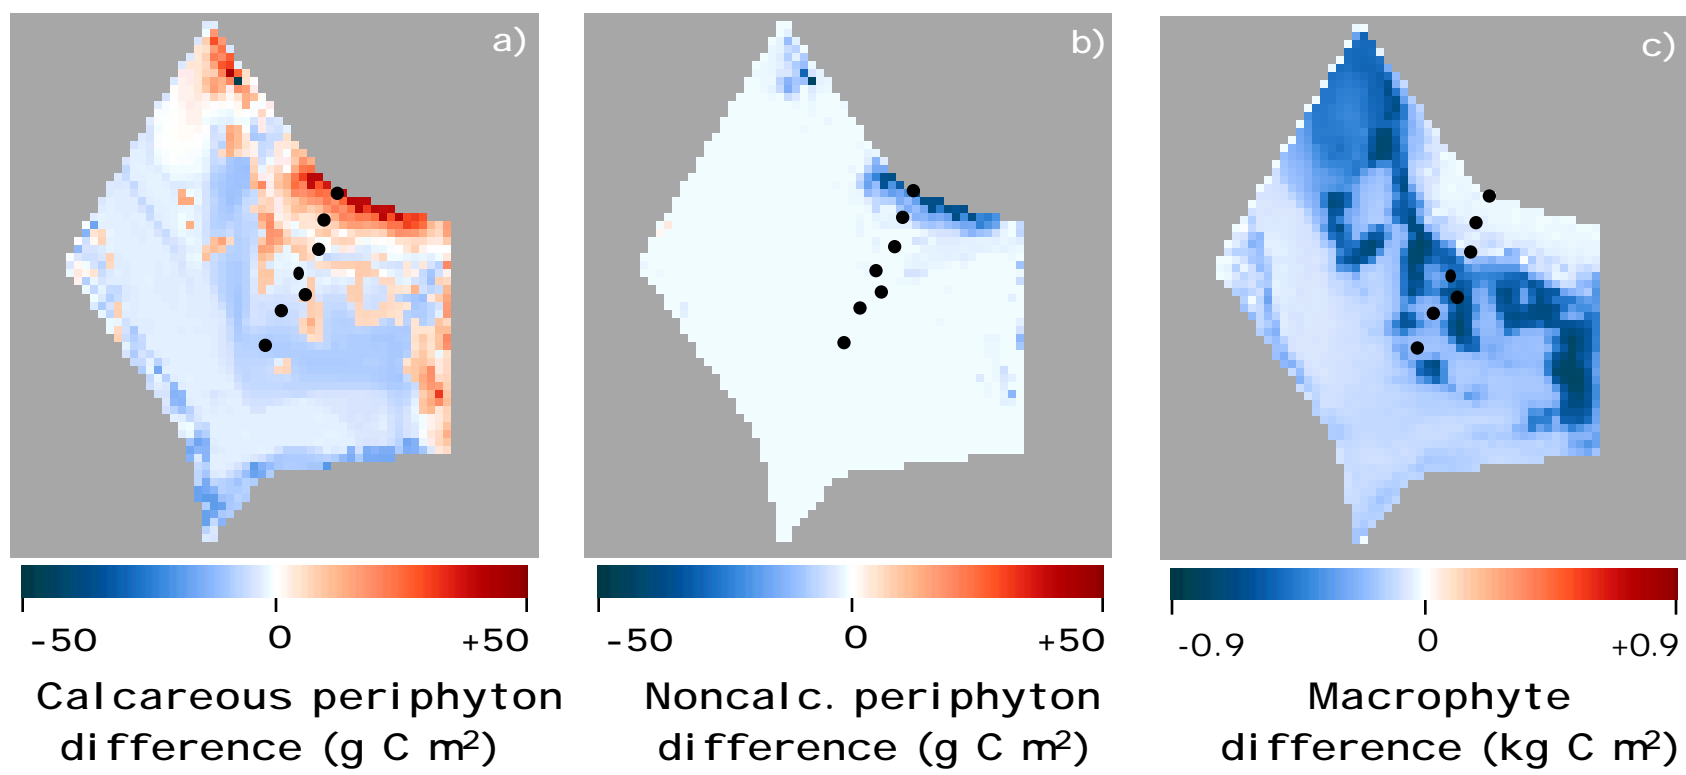 a) b) c)
-50 0 +50 -50 0 +50 -0.9 0 +0.9
Calcareous periphyton
difference (g C m²)
Noncalc. periphyton
difference (g C m²)
Macrophyte
difference (kg C m²)